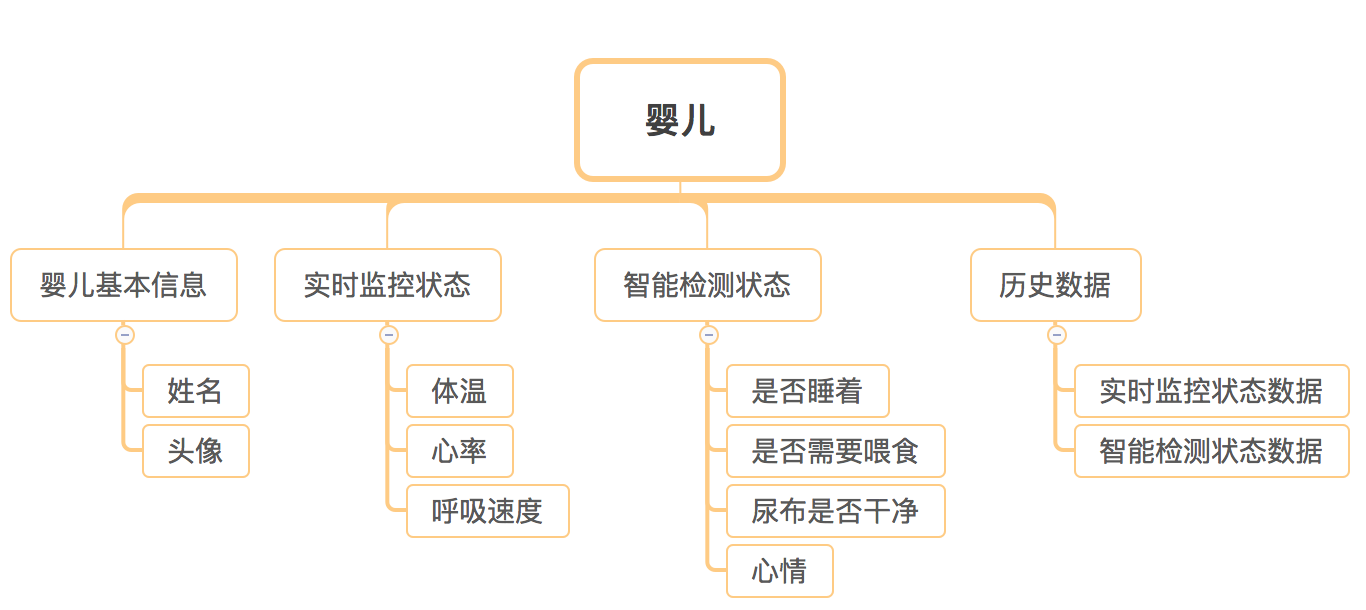 婴儿
婴儿基本信息
姓名
头像
实时监控状态
体温
心率
呼吸速度
智能检测状态
是否睡着
是否需要喂食
尿布是否干净
心情
历史数据
实时监控状态数据
智能检测状态数据